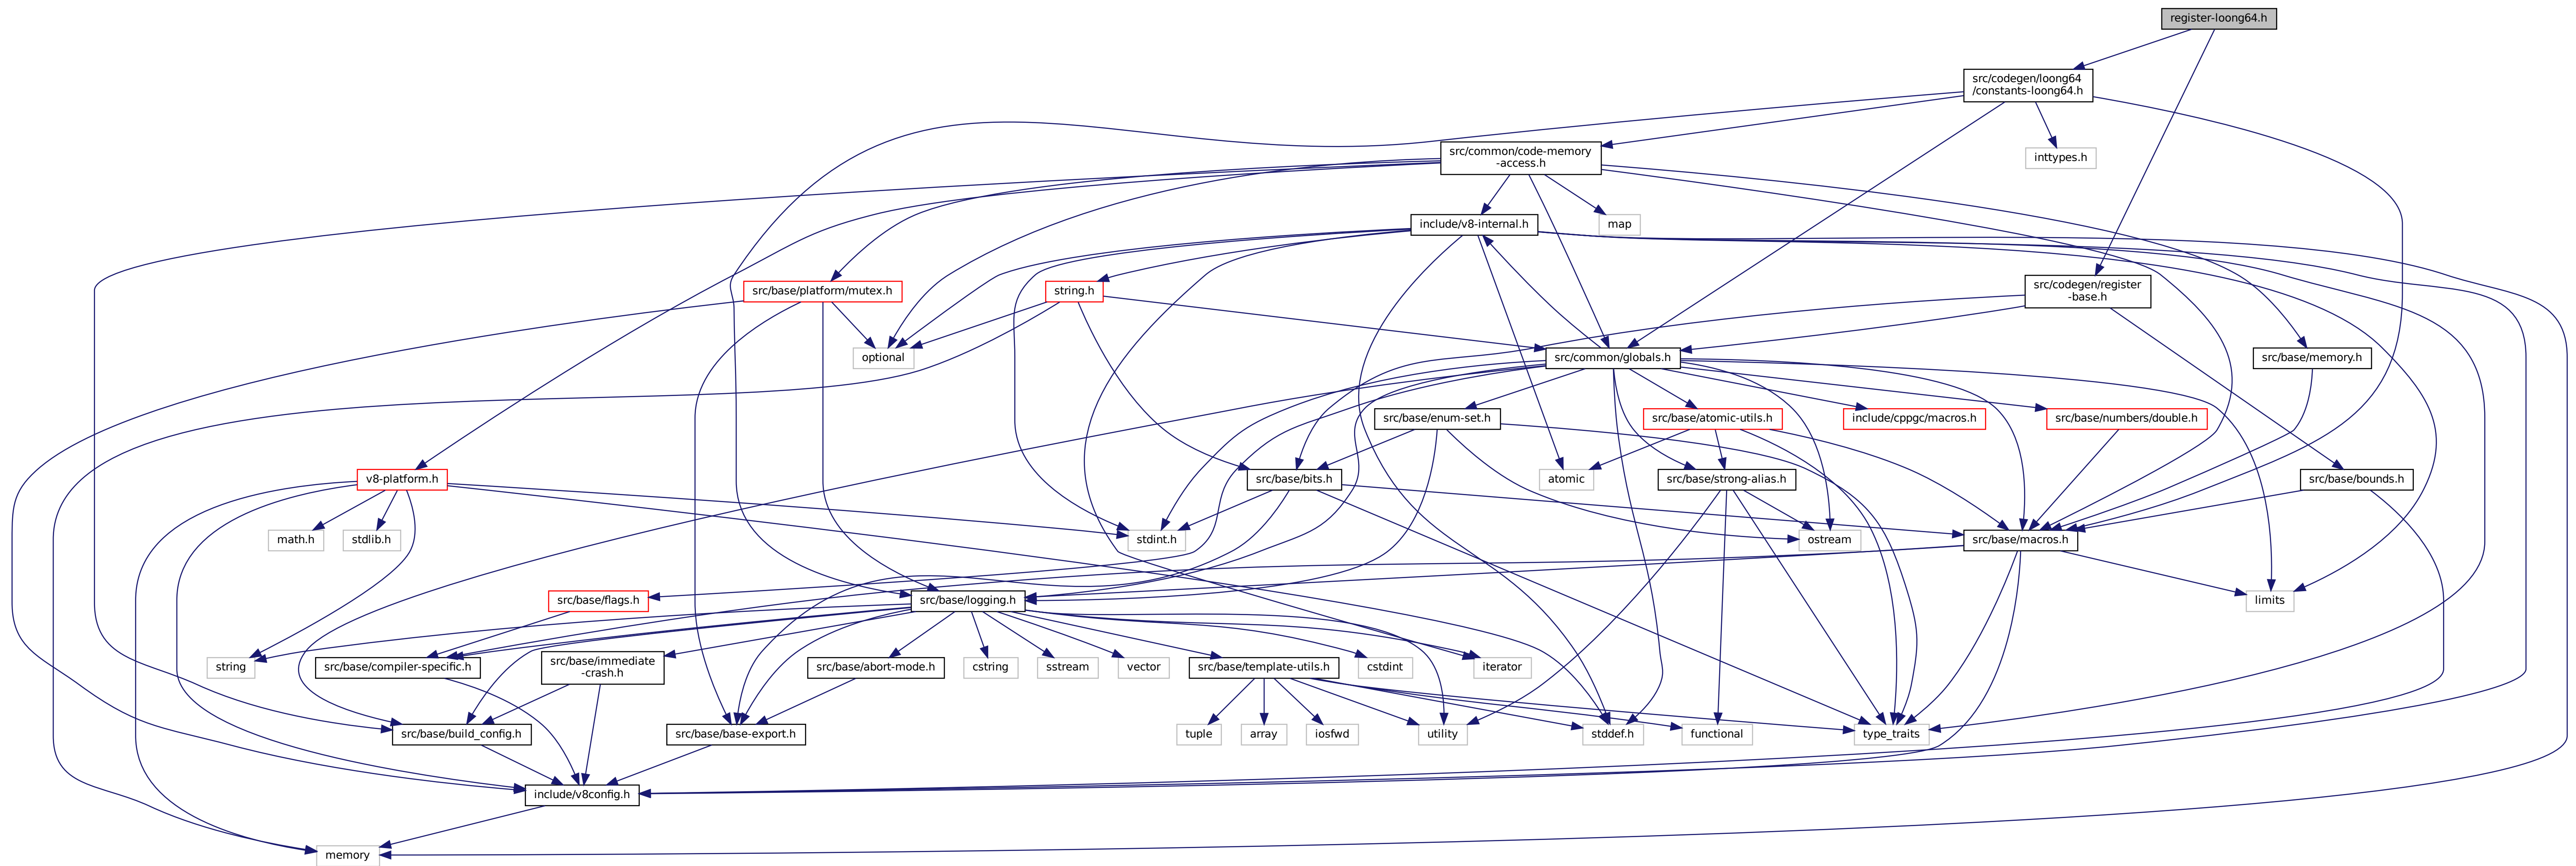 register-loong64.h
src/codegen/loong64
/constants-loong64.h
src/common/code-memory
-access.h
inttypes.h
include/v8-internal.h
map
src/base/platform/mutex.h
string.h
src/codegen/register
-base.h
optional
src/common/globals.h
src/base/memory.h
src/base/enum-set.h
src/base/atomic-utils.h
include/cppgc/macros.h
src/base/numbers/double.h
v8-platform.h
src/base/bits.h
atomic
src/base/strong-alias.h
src/base/bounds.h
math.h
stdlib.h
stdint.h
ostream
src/base/macros.h
src/base/flags.h
src/base/logging.h
limits
string
src/base/compiler-specific.h
src/base/immediate
-crash.h
src/base/abort-mode.h
cstring
sstream
vector
src/base/template-utils.h
cstdint
iterator
src/base/build_config.h
src/base/base-export.h
tuple
array
iosfwd
utility
stddef.h
functional
type_traits
include/v8config.h
memory